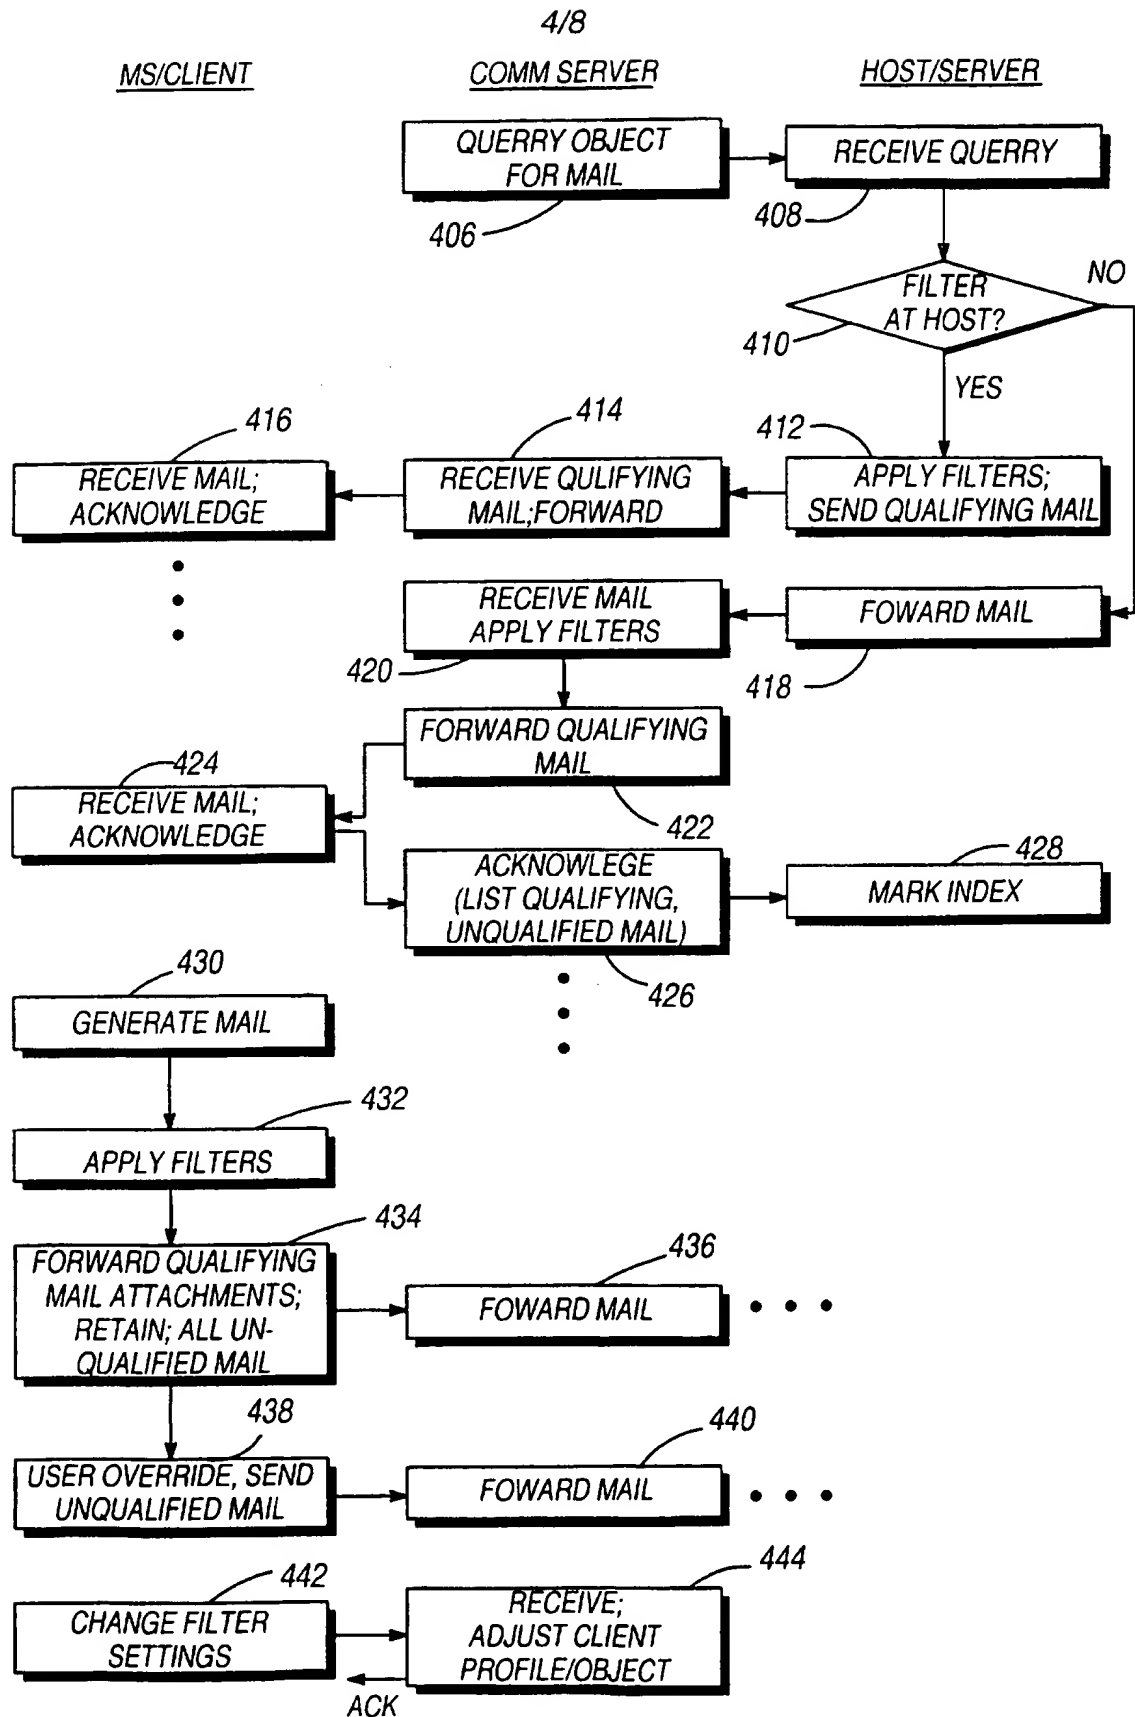 4/8
MS/CLIENT
COMM SERVER
HOST/SERVER
QUERRY OBJECT
FOR MAIL
406
RECEIVE QUERRY
408
FILTER
AT HOST?
410
NO
YES
416
RECEIVE MAIL;
ACKNOWLEDGE
414
RECEIVE QULIFYING
MAIL;FORWARD
412
APPLY FILTERS;
SEND QUALIFYING MAIL
RECEIVE MAIL
APPLY FILTERS
420
FOWARD MAIL
418
FORWARD QUALIFYING
MAIL
422
424
RECEIVE MAIL;
ACKNOWLEDGE
ACKNOWLEGE
(LIST QUALIFYING,
UNQUALIFIED MAIL)
426
428
MARK INDEX
430
GENERATE MAIL
432
APPLY FILTERS
434
FORWARD QUALIFYING
MAIL ATTACHMENTS;
RETAIN; ALL UN-
QUALIFIED MAIL
436
FOWARD MAIL
438
USER OVERRIDE, SEND
UNQUALIFIED MAIL
440
FOWARD MAIL
442
CHANGE FILTER
SETTINGS
444
RECEIVE;
ADJUST CLIENT
PROFILE/OBJECT
ACK